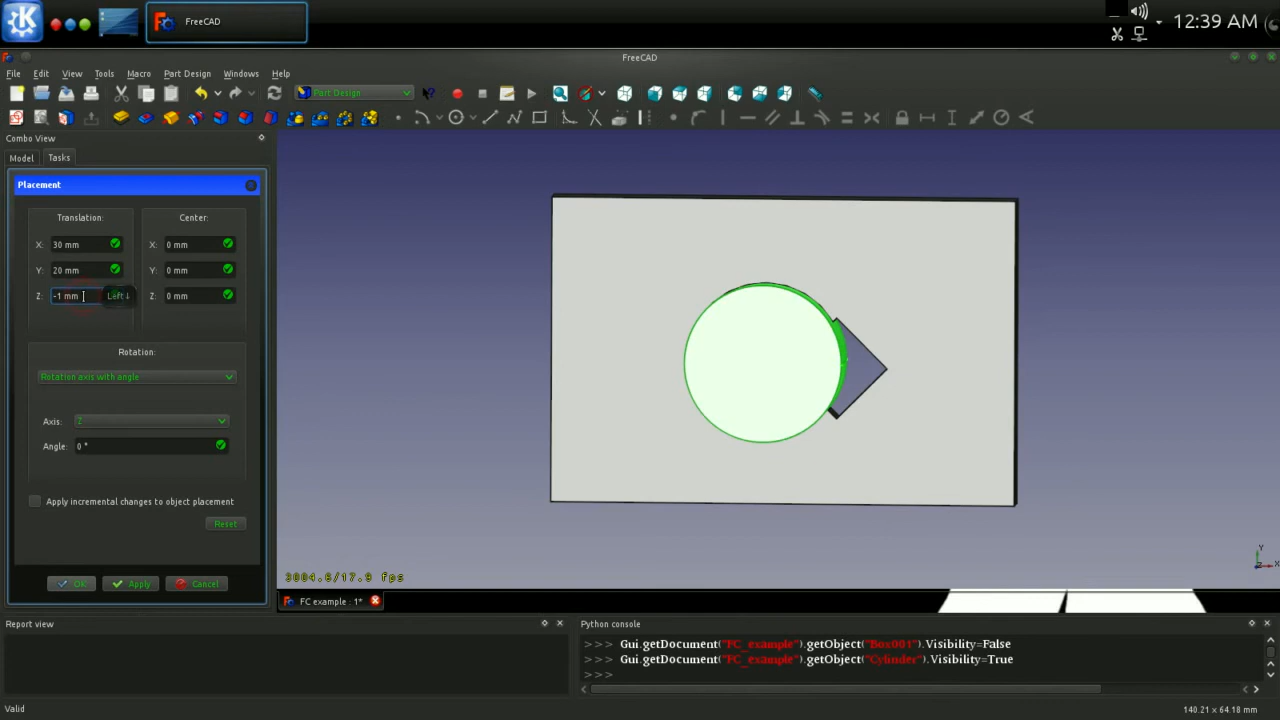 FreeCAD
12:39 AM
FreeCAD
File Edit View Tools Macro Part Design Windows Help
Part Design
Combo View
Model Tasks
Placement
Translation: Center:
X: 30 mm X: 0 mm
Y: 20 mm Y: 0 mm
Z: -1 mm Left↓ Z: 0 mm
Rotation:
Rotation axis with angle
Axis: Z
Angle: 0 °
Apply incremental changes to object placement
Reset
OK Apply Cancel
3004.6/17.9 fps
Y
Z X
FC example : 1*
Report view Python console
>>> Gui.getDocument("FC_example").getObject("Box001").Visibility=False
>>> Gui.getDocument("FC_example").getObject("Cylinder").Visibility=True
>>>
Valid 140.21 x 64.18 mm